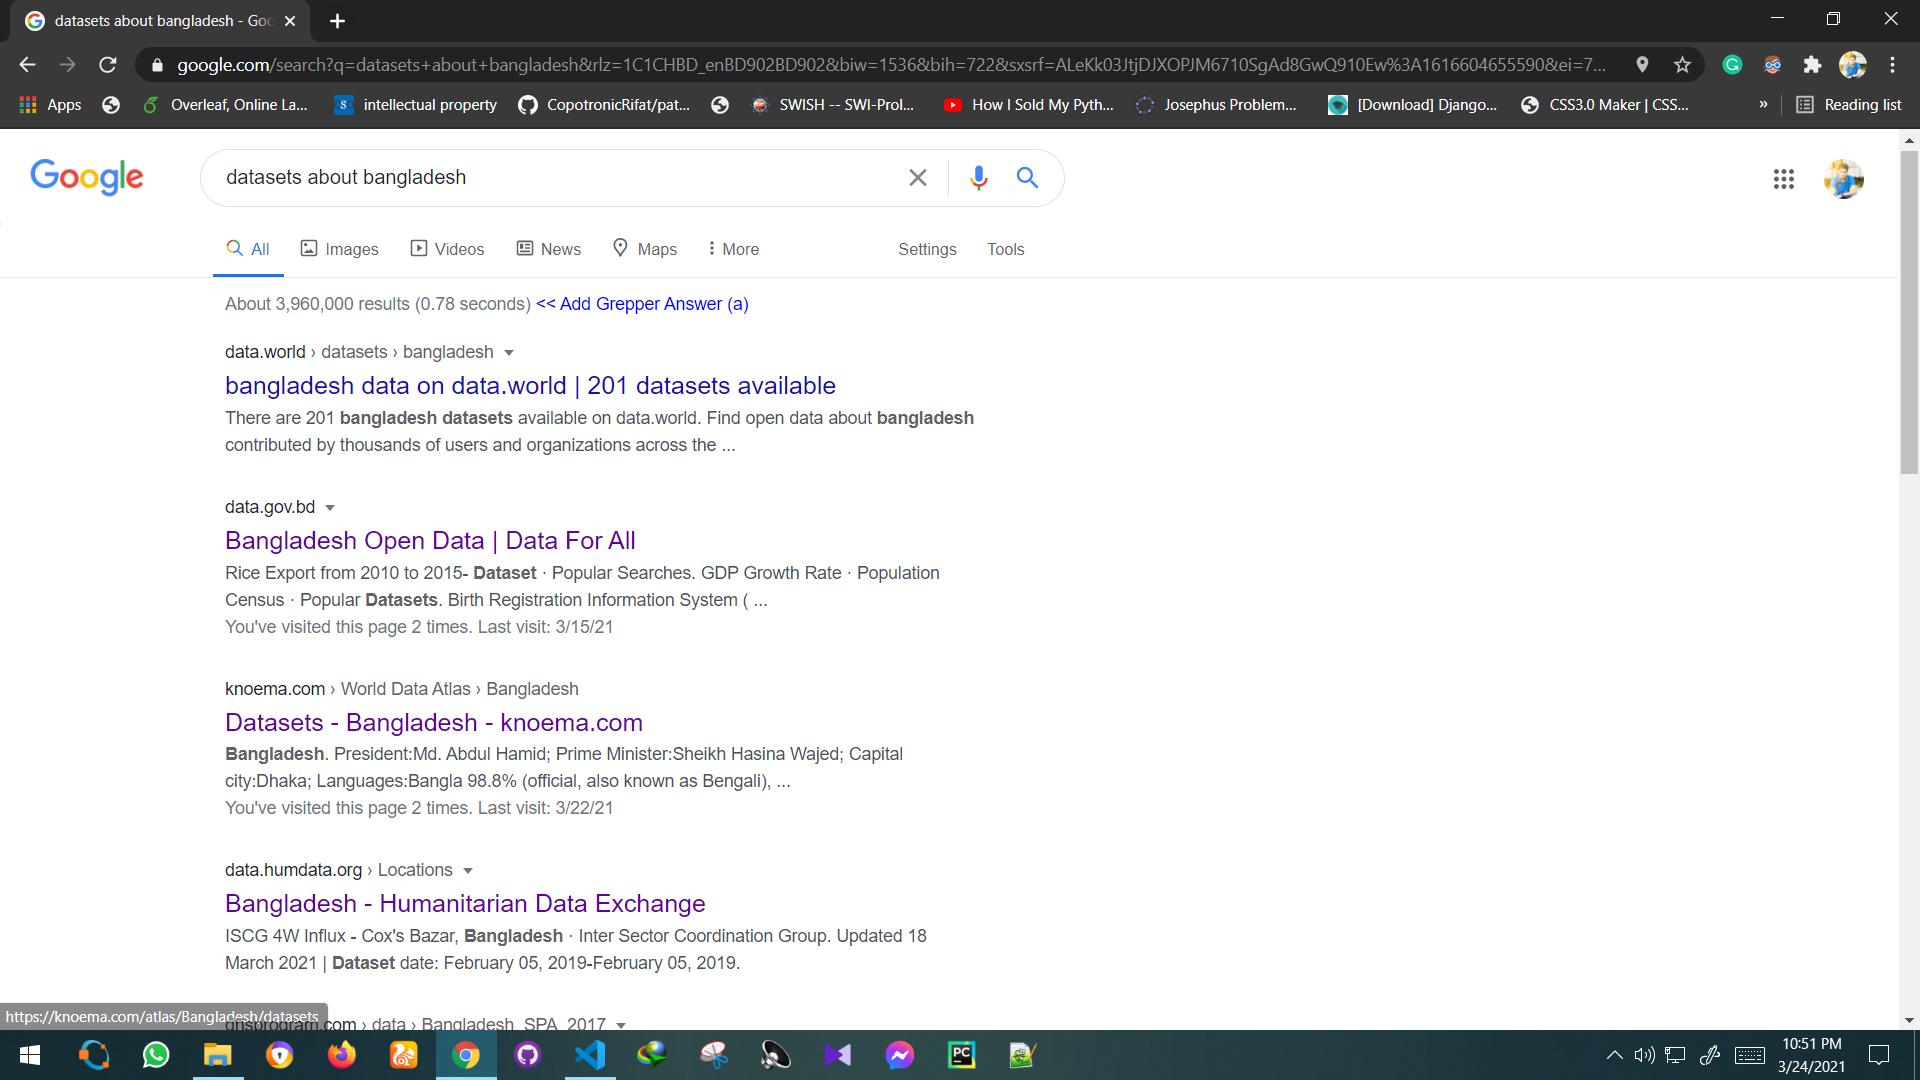 datasets about bangladesh - Goo
google.com/search?q=datasets+about+bangladesh&rlz=1C1CHBD_enBD902BD902&biw=1536&bih=722&sxsrf=ALeKk03JtjDJXOPJM6710SgAd8GwQ910Ew%3A1616604655590&ei=7...
Apps Overleaf, Online La... intellectual property CopotronicRifat/pat... SWISH -- SWI-Prol... How I Sold My Pyth... Josephus Problem... [Download] Django... CSS3.0 Maker | CSS... » Reading list
Google datasets about bangladesh
All Images Videos News Maps More Settings Tools
About 3,960,000 results (0.78 seconds) << Add Grepper Answer (a)
data.world › datasets › bangladesh
bangladesh data on data.world | 201 datasets available
There are 201 bangladesh datasets available on data.world. Find open data about bangladesh
contributed by thousands of users and organizations across the ...
data.gov.bd
Bangladesh Open Data | Data For All
Rice Export from 2010 to 2015- Dataset · Popular Searches. GDP Growth Rate · Population
Census · Popular Datasets. Birth Registration Information System ( ...
You've visited this page 2 times. Last visit: 3/15/21
knoema.com › World Data Atlas › Bangladesh
Datasets - Bangladesh - knoema.com
Bangladesh. President:Md. Abdul Hamid; Prime Minister:Sheikh Hasina Wajed; Capital
city:Dhaka; Languages:Bangla 98.8% (official, also known as Bengali), ...
You've visited this page 2 times. Last visit: 3/22/21
data.humdata.org › Locations
Bangladesh - Humanitarian Data Exchange
ISCG 4W Influx - Cox's Bazar, Bangladesh · Inter Sector Coordination Group. Updated 18
March 2021 | Dataset date: February 05, 2019-February 05, 2019.
https://knoema.com/atlas/Bangladesh/datasets
dhsprogram.com › data › Bangladesh_SPA_2017
PC
10:51 PM
3/24/2021